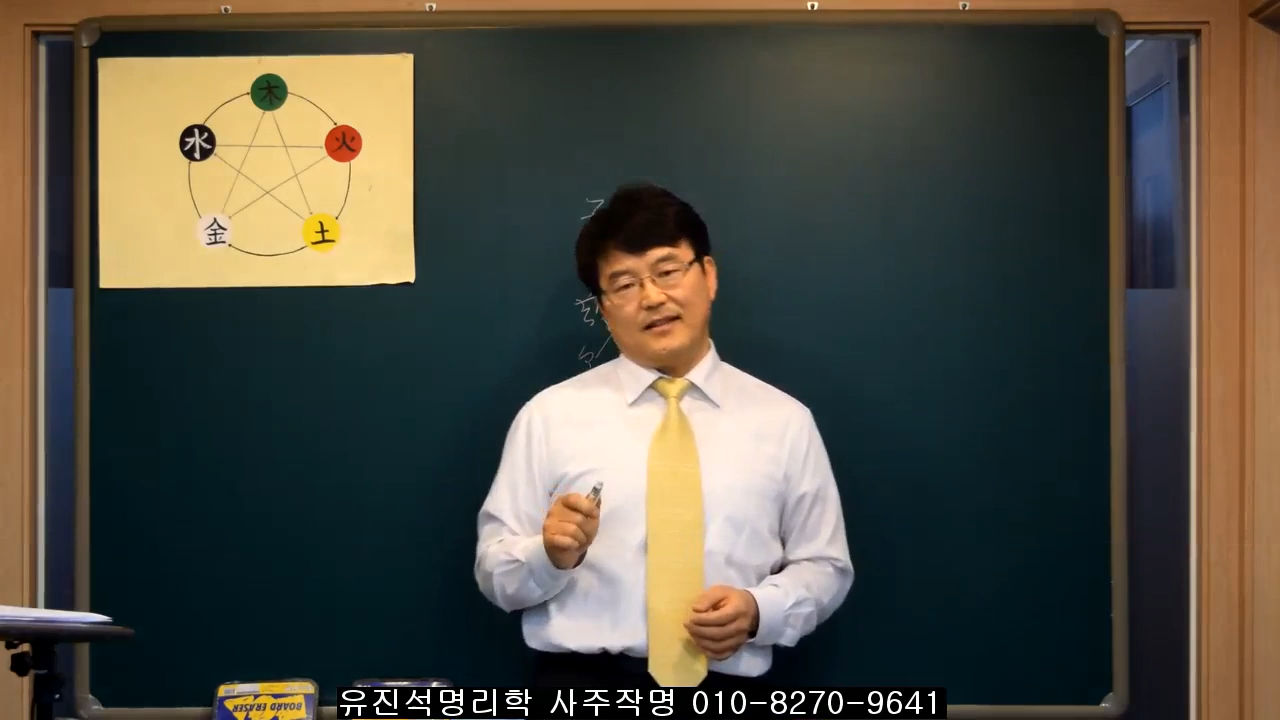 木
水
火
金
土
BOARD ERASER
유진석명리학 사주작명 010-8270-9641